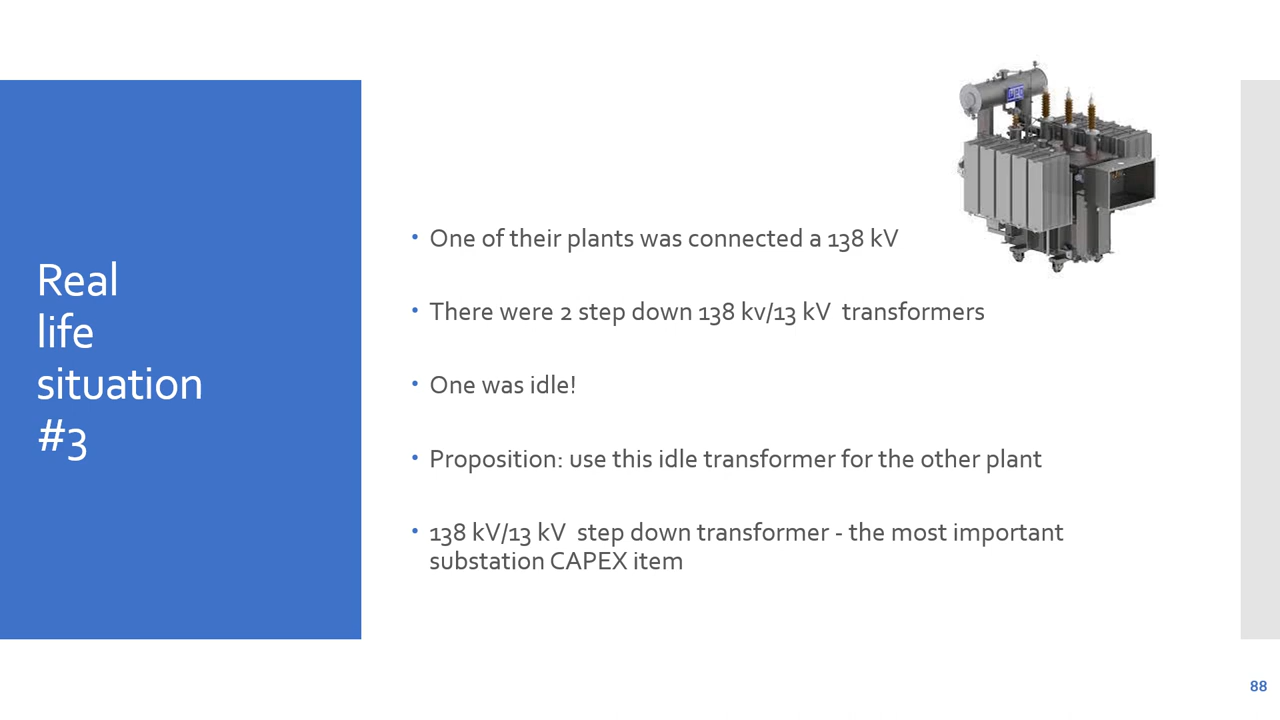 Real
life
situation
#3
• One of their plants was connected a 138 kV
• There were 2 step down 138 kv/13 kV  transformers
• One was idle!
• Proposition: use this idle transformer for the other plant
• 138 kV/13 kV  step down transformer - the most important
substation CAPEX item
88